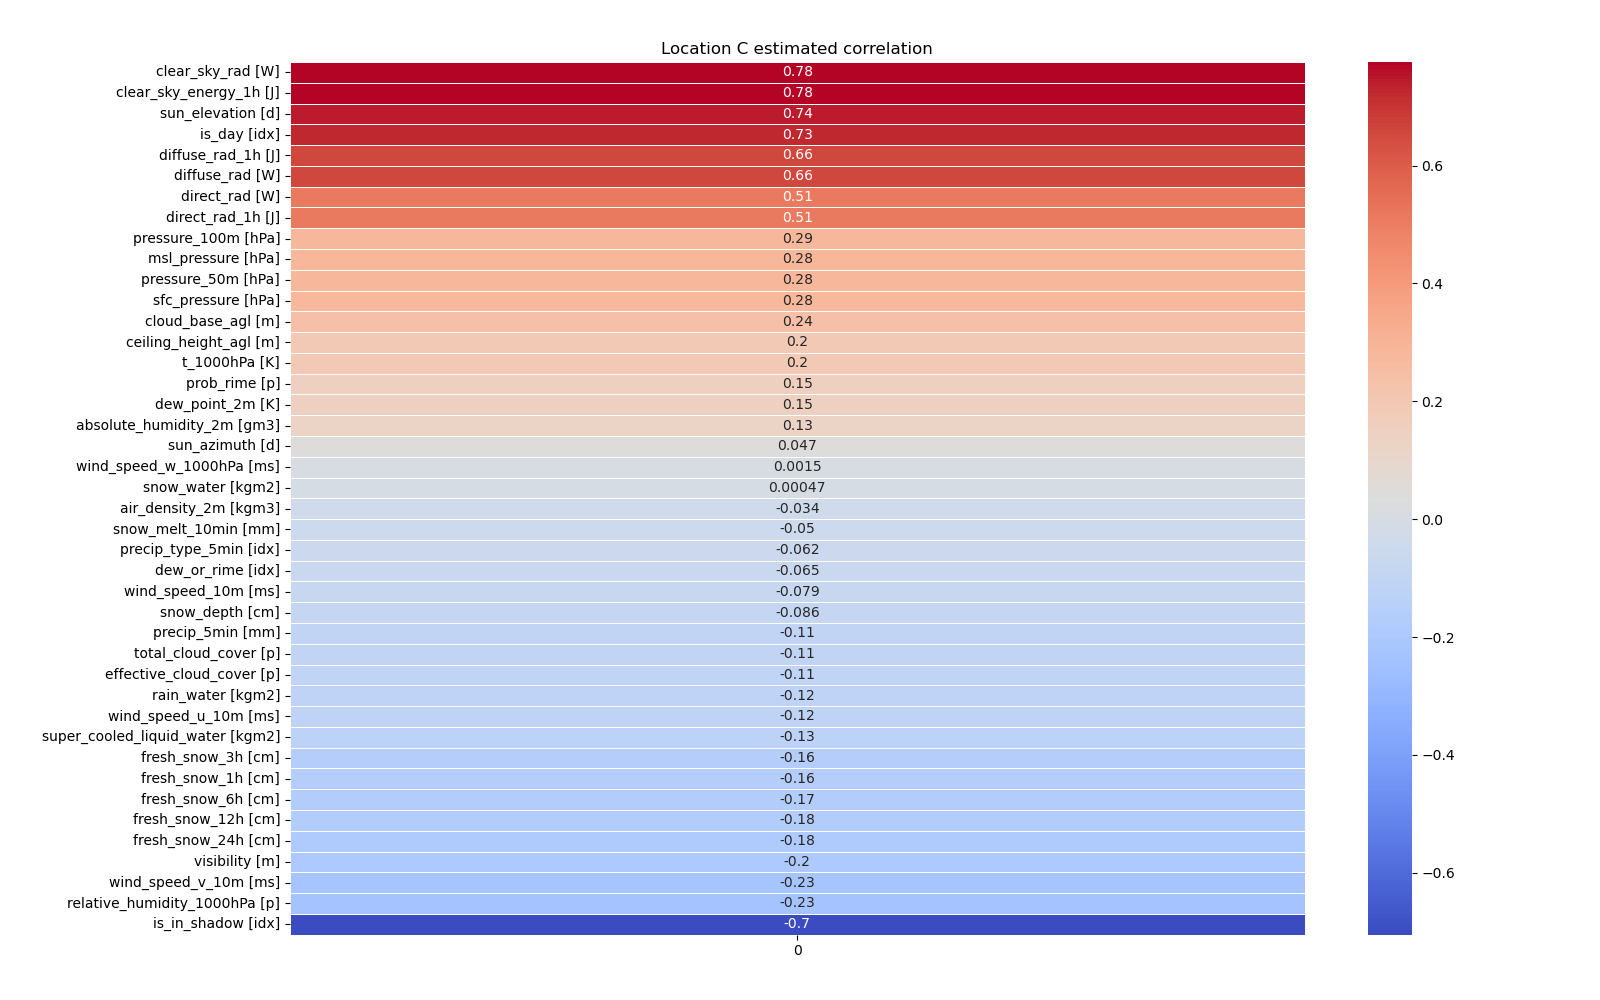 Location C estimated correlation
clear_sky_rad [W] 0.78
clear_sky_energy_1h [J] 0.78
sun_elevation [d] 0.74
is_day [idx] 0.73
diffuse_rad_1h [J] 0.66
diffuse_rad [W] 0.66
direct_rad [W] 0.51
direct_rad_1h [J] 0.51
pressure_100m [hPa] 0.29
msl_pressure [hPa] 0.28
pressure_50m [hPa] 0.28
sfc_pressure [hPa] 0.28
cloud_base_agl [m] 0.24
ceiling_height_agl [m] 0.2
t_1000hPa [K] 0.2
prob_rime [p] 0.15
dew_point_2m [K] 0.15
absolute_humidity_2m [gm3] 0.13
sun_azimuth [d] 0.047
wind_speed_w_1000hPa [ms] 0.0015
snow_water [kgm2] 0.00047
air_density_2m [kgm3] -0.034
snow_melt_10min [mm] -0.05
precip_type_5min [idx] -0.062
dew_or_rime [idx] -0.065
wind_speed_10m [ms] -0.079
snow_depth [cm] -0.086
precip_5min [mm] -0.11
total_cloud_cover [p] -0.11
effective_cloud_cover [p] -0.11
rain_water [kgm2] -0.12
wind_speed_u_10m [ms] -0.12
super_cooled_liquid_water [kgm2] -0.13
fresh_snow_3h [cm] -0.16
fresh_snow_1h [cm] -0.16
fresh_snow_6h [cm] -0.17
fresh_snow_12h [cm] -0.18
fresh_snow_24h [cm] -0.18
visibility [m] -0.2
wind_speed_v_10m [ms] -0.23
relative_humidity_1000hPa [p] -0.23
is_in_shadow [idx] -0.7
0
0.6
0.4
0.2
0.0
−0.2
−0.4
−0.6